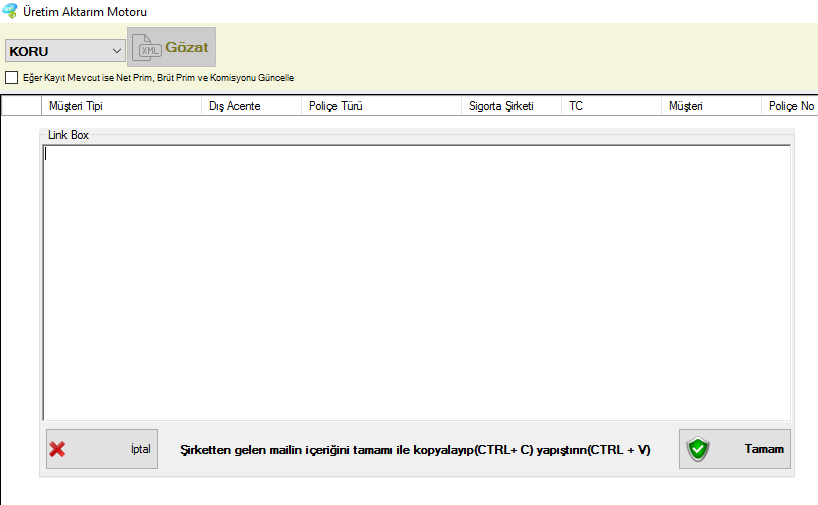 Üretim Aktarım Motoru
KORU
XML Gözat
Eğer Kayıt Mevcut ise Net Prim, Brüt Prim ve Komisyonu Güncelle
Müşteri Tipi Dış Acente Poliçe Türü Sigorta Şirketi TC Müşteri Poliçe No
Link Box
İptal Şirketten gelen mailin içeriğini tamamı ile kopyalayıp(CTRL+ C) yapıştırın(CTRL + V) Tamam